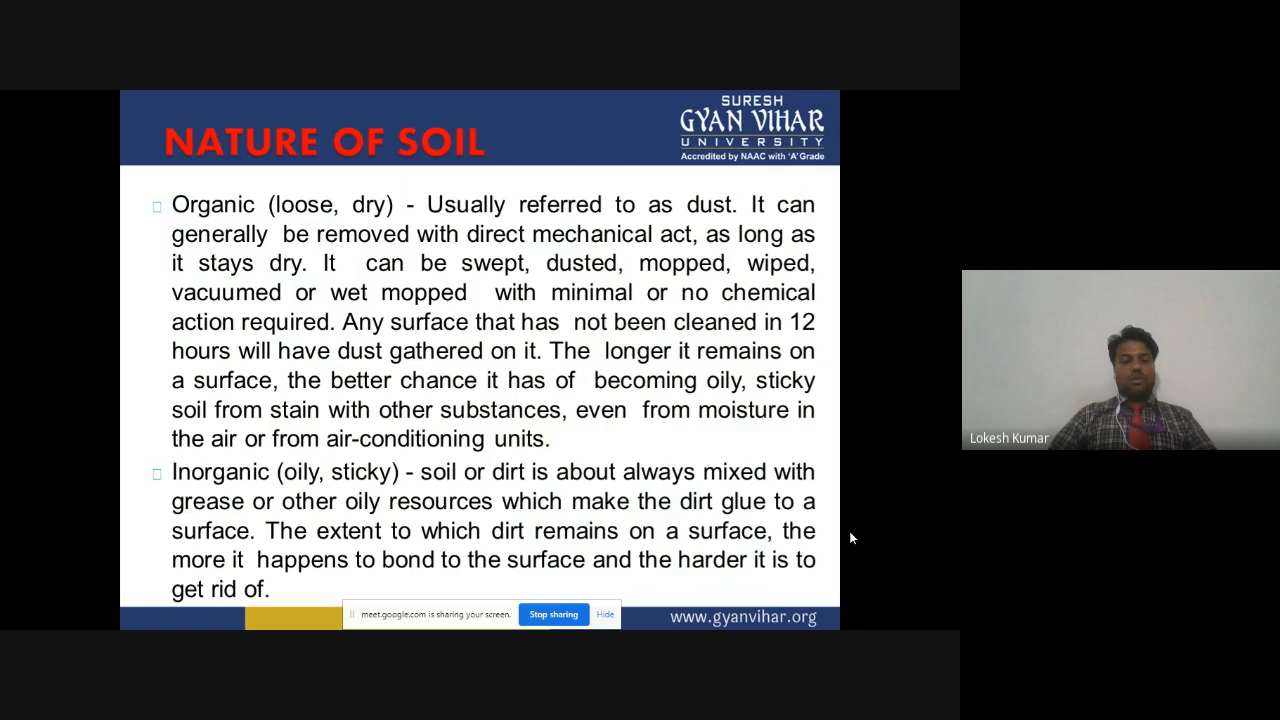 SURESH
GYAN VIHAR
UNIVERSITY
Accredited by NAAC with 'A' Grade
NATURE OF SOIL
Organic (loose, dry) - Usually referred to as dust. It can
generally be removed with direct mechanical act, as long as
it stays dry. It can be swept, dusted, mopped, wiped,
vacuumed or wet mopped with minimal or no chemical
action required. Any surface that has not been cleaned in 12
hours will have dust gathered on it. The longer it remains on
a surface, the better chance it has of becoming oily, sticky
soil from stain with other substances, even from moisture in
the air or from air-conditioning units.
Inorganic (oily, sticky) - soil or dirt is about always mixed with
grease or other oily resources which make the dirt glue to a
surface. The extent to which dirt remains on a surface, the
more it happens to bond to the surface and the harder it is to
get rid of.
meet.google.com is sharing your screen. Stop sharing Hide
www.gyanvihar.org
Lokesh Kumar